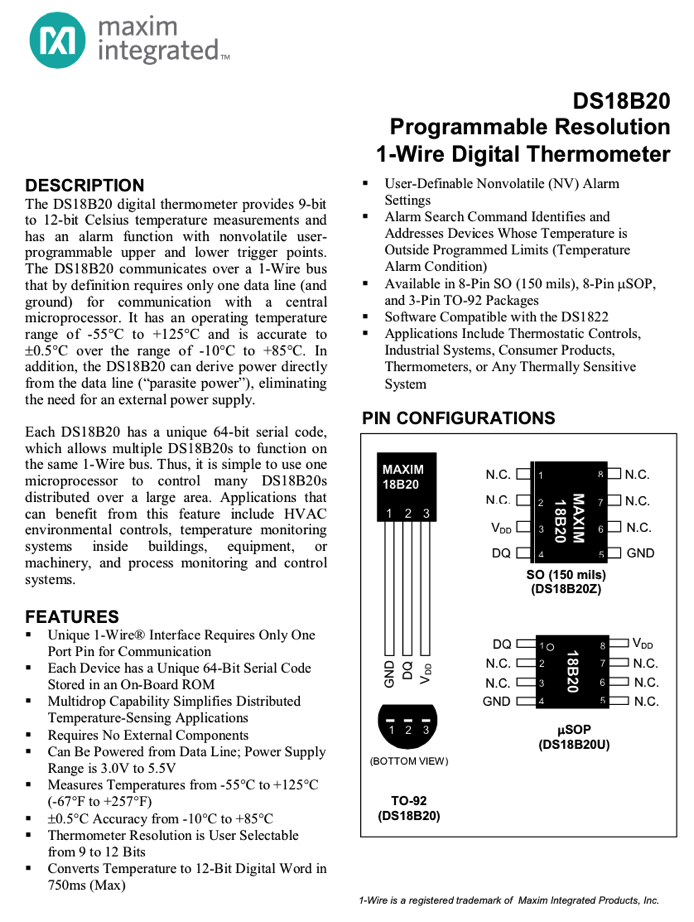 maxim
integrated™
DS18B20
Programmable Resolution
1-Wire Digital Thermometer
DESCRIPTION
The DS18B20 digital thermometer provides 9-bit
to 12-bit Celsius temperature measurements and
has an alarm function with nonvolatile user-
programmable upper and lower trigger points.
The DS18B20 communicates over a 1-Wire bus
that by definition requires only one data line (and
ground) for communication with a central
microprocessor. It has an operating temperature
range of -55°C to +125°C and is accurate to
±0.5°C over the range of -10°C to +85°C. In
addition, the DS18B20 can derive power directly
from the data line (“parasite power”), eliminating
the need for an external power supply.
Each DS18B20 has a unique 64-bit serial code,
which allows multiple DS18B20s to function on
the same 1-Wire bus. Thus, it is simple to use one
microprocessor to control many DS18B20s
distributed over a large area. Applications that
can benefit from this feature include HVAC
environmental controls, temperature monitoring
systems inside buildings, equipment, or
machinery, and process monitoring and control
systems.
FEATURES
▪ Unique 1-Wire® Interface Requires Only One
Port Pin for Communication
▪ Each Device has a Unique 64-Bit Serial Code
Stored in an On-Board ROM
▪ Multidrop Capability Simplifies Distributed
Temperature-Sensing Applications
▪ Requires No External Components
▪ Can Be Powered from Data Line; Power Supply
Range is 3.0V to 5.5V
▪ Measures Temperatures from -55°C to +125°C
(-67°F to +257°F)
▪ ±0.5°C Accuracy from -10°C to +85°C
▪ Thermometer Resolution is User Selectable
from 9 to 12 Bits
▪ Converts Temperature to 12-Bit Digital Word in
750ms (Max)
▪ User-Definable Nonvolatile (NV) Alarm
Settings
▪ Alarm Search Command Identifies and
Addresses Devices Whose Temperature is
Outside Programmed Limits (Temperature
Alarm Condition)
▪ Available in 8-Pin SO (150 mils), 8-Pin µSOP,
and 3-Pin TO-92 Packages
▪ Software Compatible with the DS1822
▪ Applications Include Thermostatic Controls,
Industrial Systems, Consumer Products,
Thermometers, or Any Thermally Sensitive
System
PIN CONFIGURATIONS
MAXIM
18B20
1 2 3
GND
DQ
VDD
1 2 3
(BOTTOM VIEW)
TO-92
(DS18B20)
N.C. 1 8 N.C.
N.C. 2 7 N.C.
VDD 3 6 N.C.
DQ 4 5 GND
MAXIM
18B20
SO (150 mils)
(DS18B20Z)
DQ 1 8 VDD
N.C. 2 7 N.C.
N.C. 3 6 N.C.
GND 4 5 N.C.
18B20
µSOP
(DS18B20U)
1-Wire is a registered trademark of Maxim Integrated Products, Inc.